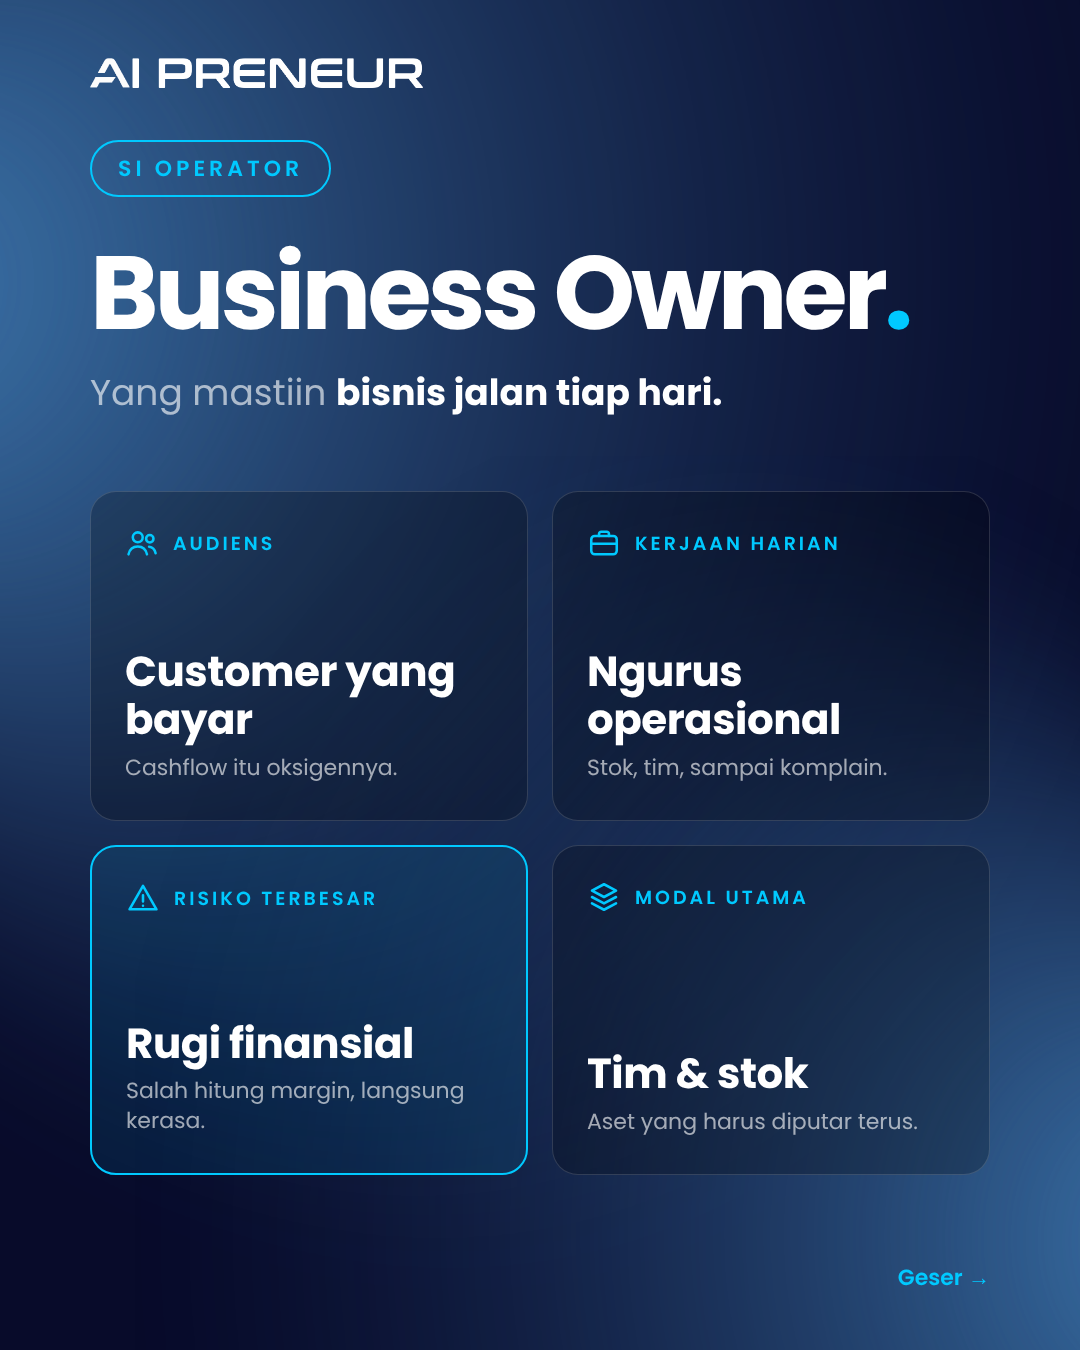 AI PRENEUR
SI OPERATOR
Business Owner.
Yang mastiin bisnis jalan tiap hari.
AUDIENS
Customer yang
bayar
Cashflow itu oksigennya.
KERJAAN HARIAN
Ngurus
operasional
Stok, tim, sampai komplain.
RISIKO TERBESAR
Rugi finansial
Salah hitung margin, langsung
kerasa.
MODAL UTAMA
Tim & stok
Aset yang harus diputar terus.
Geser →